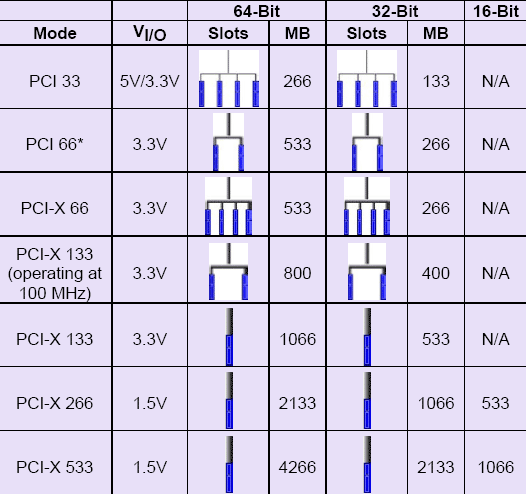 64-Bit 32-Bit 16-Bit
Mode VI/O Slots MB Slots MB
PCI 33 5V/3.3V 266 133 N/A
PCI 66* 3.3V 533 266 N/A
PCI-X 66 3.3V 533 266 N/A
PCI-X 133
(operating at
100 MHz) 3.3V 800 400 N/A
PCI-X 133 3.3V 1066 533 N/A
PCI-X 266 1.5V 2133 1066 533
PCI-X 533 1.5V 4266 2133 1066